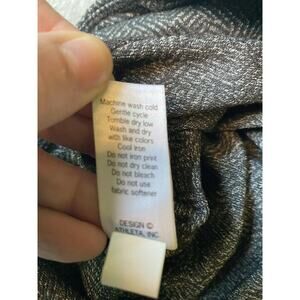 Machine wash cold
Gentle cycle
Tumble dry low
Wash and dry
with like colors
Cool iron
Do not iron print
Do not dry clean
Do not bleach
Do not use
fabric softener
DESIGN ©
ATHLETA, INC.